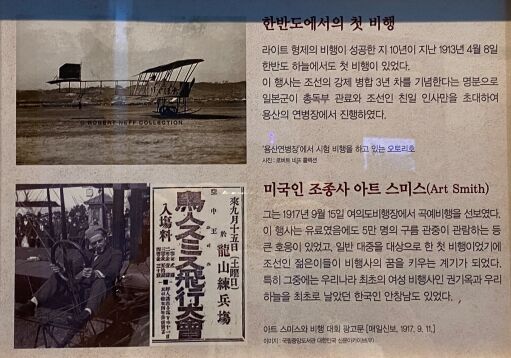 한반도에서의 첫 비행
라이트 형제의 비행이 성공한 지 10년이 지난 1913년 4월 8일
한반도 하늘에서도 첫 비행이 있었다.
이 행사는 조선의 강제 병합 3년 차를 기념한다는 명분으로
일본군이 총독부 관료와 조선인 친일 인사만을 초대하여
용산의 연병장에서 진행하였다.
© ROBERT NEFF COLLECTION
'용산연병장'에서 시험 비행을 하고 있는 오토리호
사진 : 로버트 네프 콜렉션
미국인 조종사 아트 스미스(Art Smith)
그는 1917년 9월 15일 여의도비행장에서 곡예비행을 선보였다.
이 행사는 유료였음에도 5만 명의 구름 관중이 관람하는 등
큰 호응이 있었고, 일반 대중을 대상으로 한 첫 비행이었기에
조선인 젊은이들이 비행사의 꿈을 키우는 계기가 되었다.
특히 그중에는 우리나라 최초의 여성 비행사인 권기옥과 우리
하늘을 최초로 날았던 한국인 안창남도 있었다.
來九月十五日【土曜日】
於龍山練兵場
空中王
鳥人スミス飛行大會
入場料
아트 스미스와 비행 대회 광고문 [매일신보, 1917. 9. 11,]
이미지 : 국립중앙도서관 대한민국 신문아카이브(우)